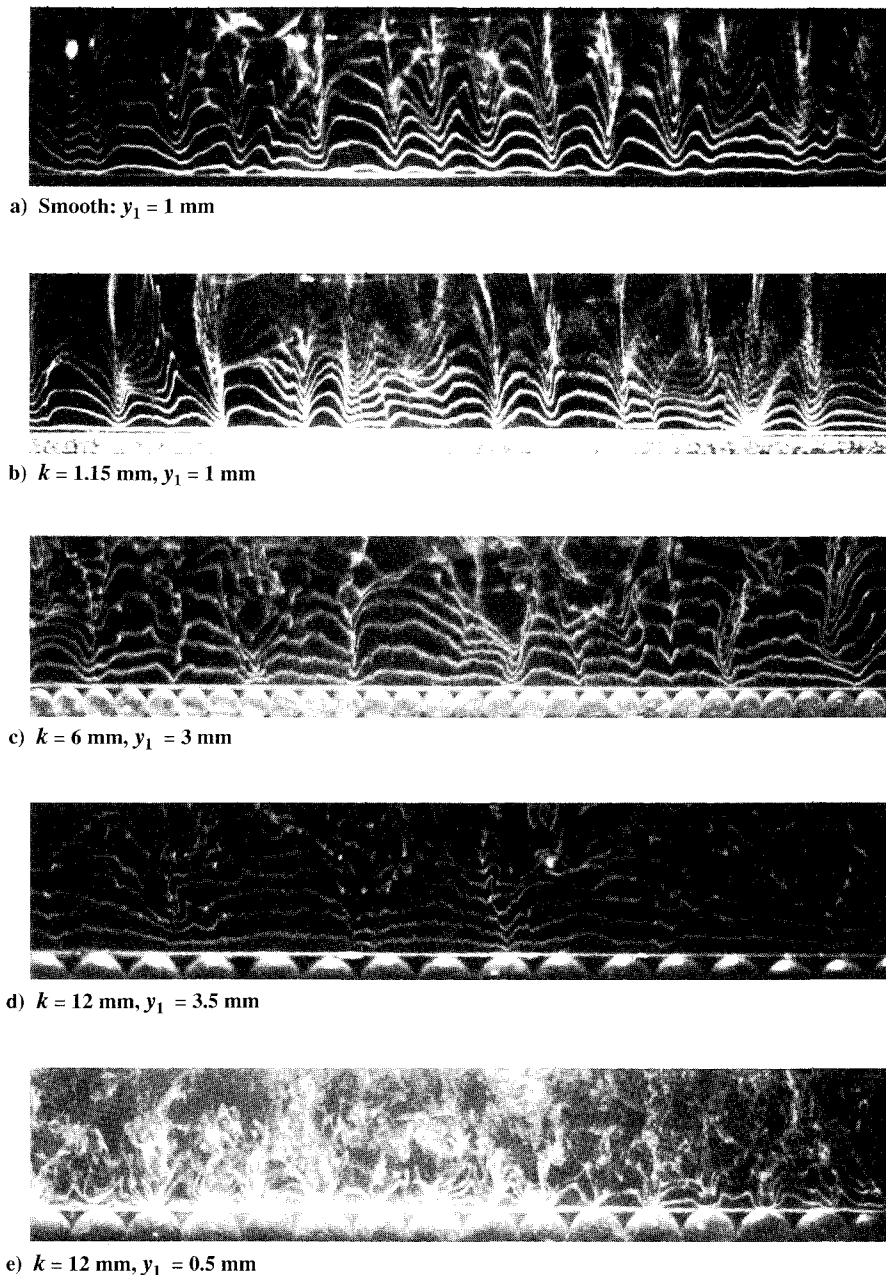 a) Smooth: y₁ = 1 mm
b) k = 1.15 mm, y₁ = 1 mm
c) k = 6 mm, y₁ = 3 mm
d) k = 12 mm, y₁ = 3.5 mm
e) k = 12 mm, y₁ = 0.5 mm